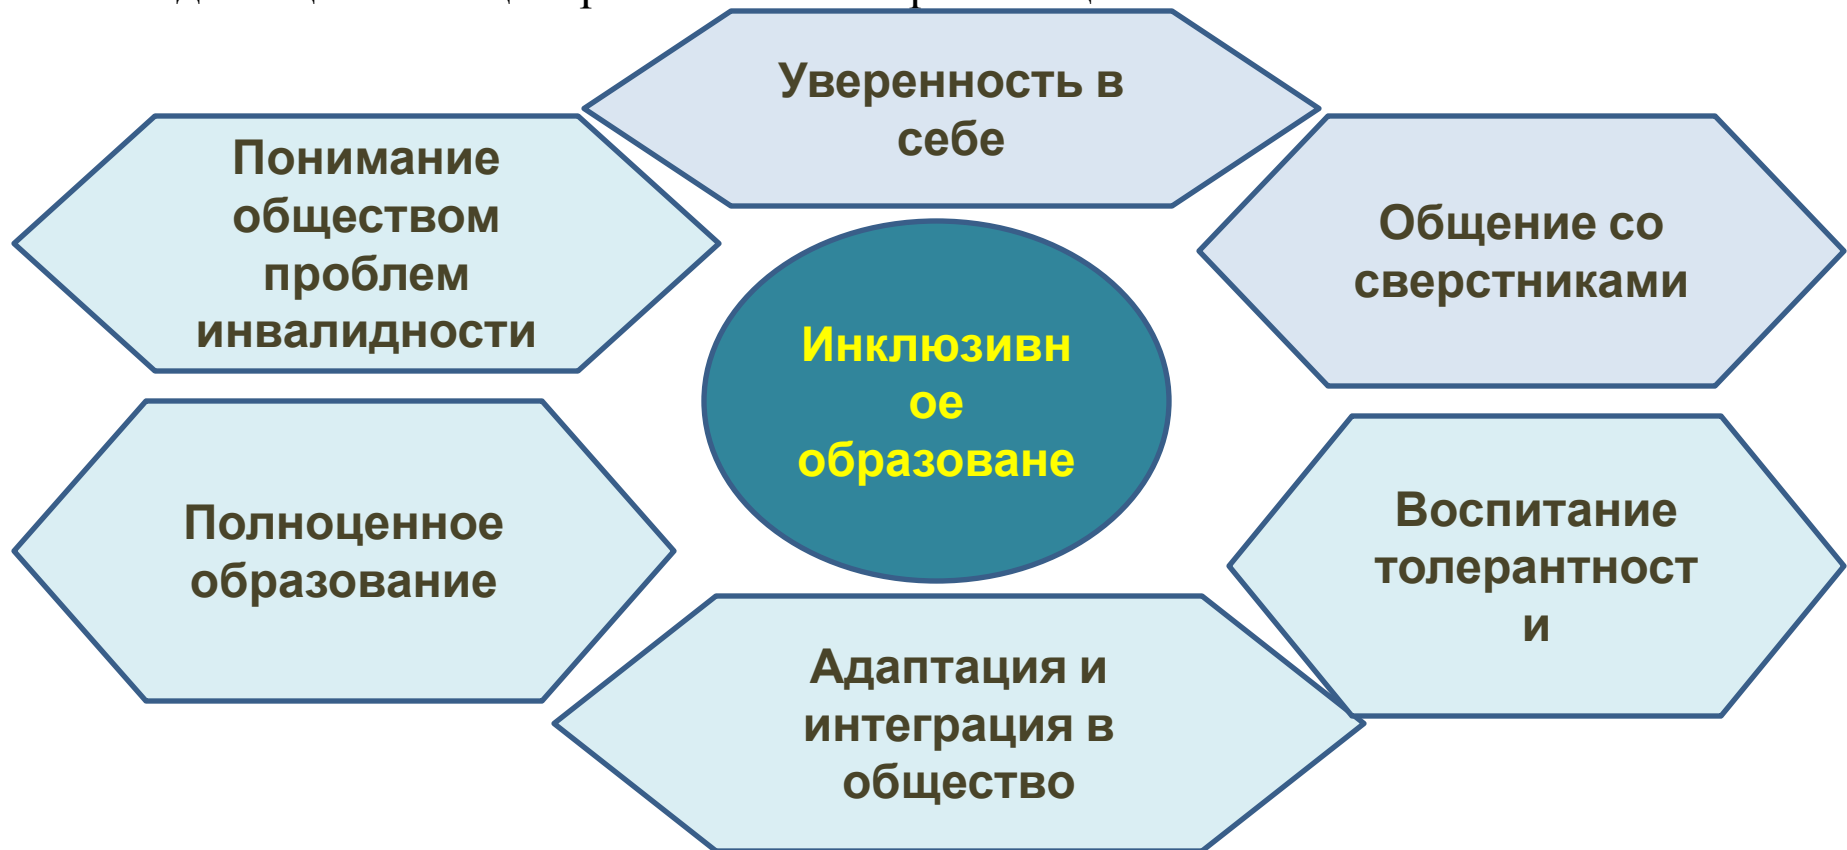 Уверенность в
себе
Понимание
обществом
проблем
инвалидности
Общение со
сверстниками
Инклюзивн
ое
образоване
Полноценное
образование
Воспитание
толерантност
и
Адаптация и
интеграция в
общество